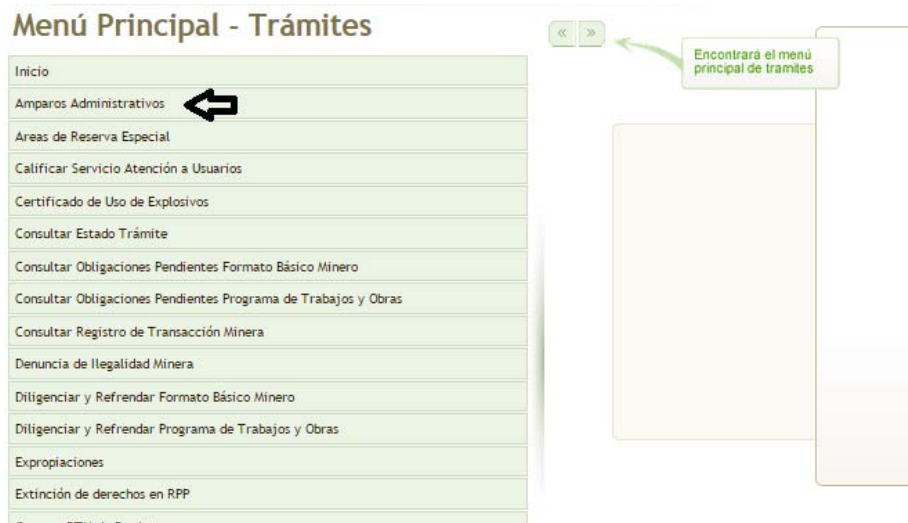 Menú Principal - Trámites
« »
Encontrará el menú
principal de tramites
Inicio
Amparos Administrativos
Areas de Reserva Especial
Calificar Servicio Atención a Usuarios
Certificado de Uso de Explosivos
Consultar Estado Trámite
Consultar Obligaciones Pendientes Formato Básico Minero
Consultar Obligaciones Pendientes Programa de Trabajos y Obras
Consultar Registro de Transacción Minera
Denuncia de Ilegalidad Minera
Diligenciar y Refrendar Formato Básico Minero
Diligenciar y Refrendar Programa de Trabajos y Obras
Expropiaciones
Extinción de derechos en RPP